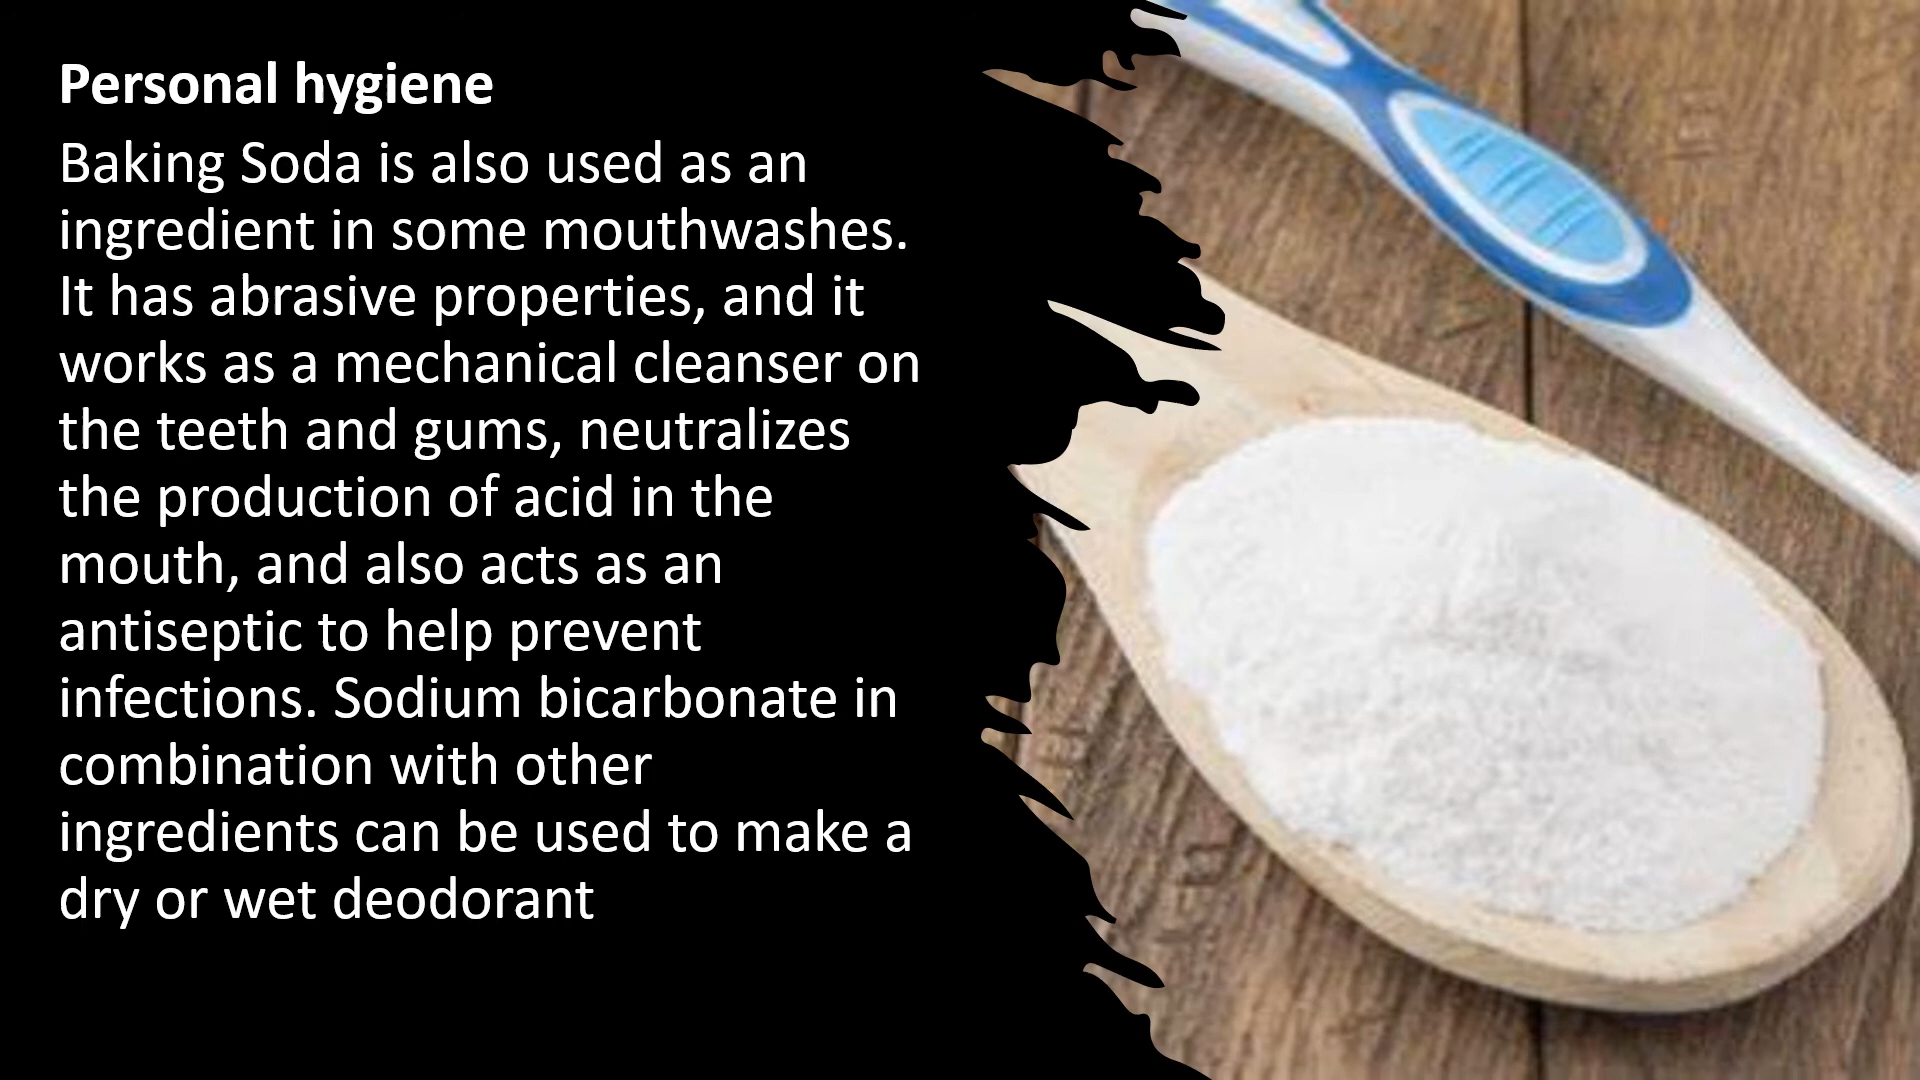 Personal hygiene
Baking Soda is also used as an
ingredient in some mouthwashes.
It has abrasive properties, and it
works as a mechanical cleanser on
the teeth and gums, neutralizes
the production of acid in the
mouth, and also acts as an
antiseptic to help prevent
infections. Sodium bicarbonate in
combination with other
ingredients can be used to make a
dry or wet deodorant